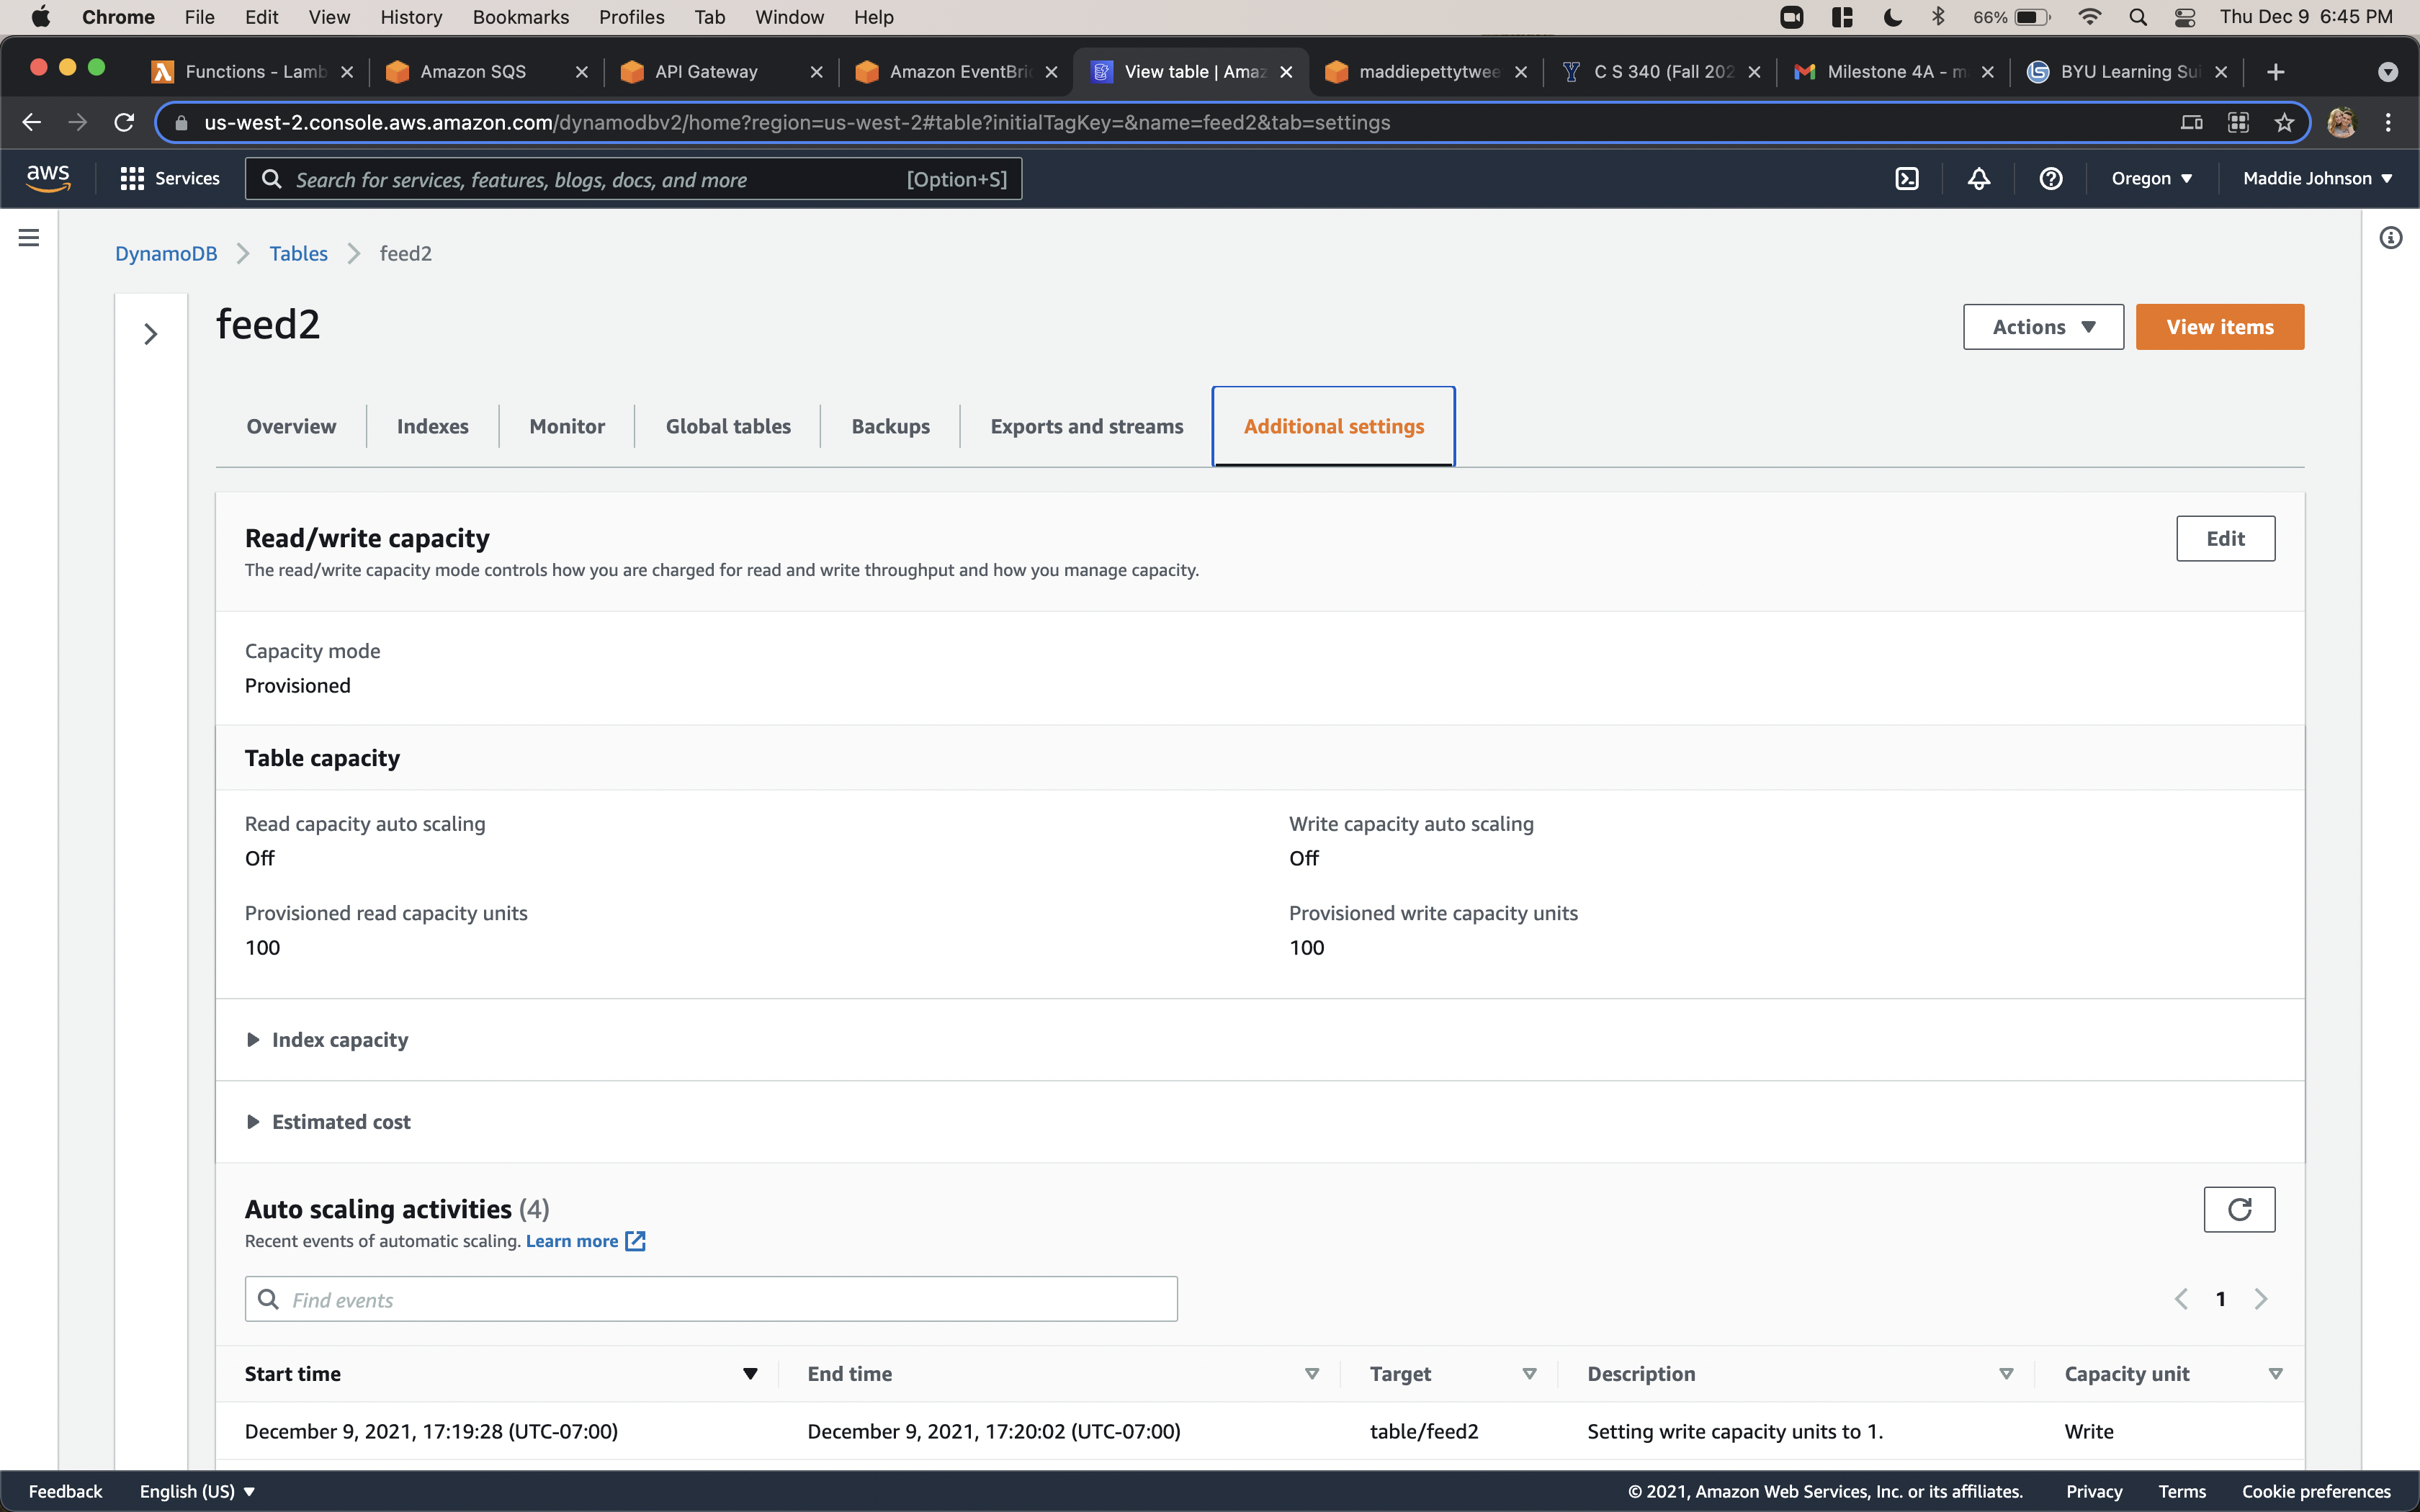 Chrome File Edit View History Bookmarks Profiles Tab Window Help 66% Thu Dec 9 6:45 PM
Functions - Lamb Amazon SQS API Gateway Amazon EventBri View table | Amaz maddiepettytwee C S 340 (Fall 202 Milestone 4A - m BYU Learning Sui
us-west-2.console.aws.amazon.com/dynamodbv2/home?region=us-west-2#table?initialTagKey=&name=feed2&tab=settings
aws Services Search for services, features, blogs, docs, and more [Option+S] Oregon Maddie Johnson
DynamoDB Tables feed2
feed2
Actions View items
Overview Indexes Monitor Global tables Backups Exports and streams Additional settings
Read/write capacity
Edit
The read/write capacity mode controls how you are charged for read and write throughput and how you manage capacity.
Capacity mode
Provisioned
Table capacity
Read capacity auto scaling Write capacity auto scaling
Off Off
Provisioned read capacity units Provisioned write capacity units
100 100
Index capacity
Estimated cost
Auto scaling activities (4)
Recent events of automatic scaling. Learn more
Find events 1
Start time End time Target Description Capacity unit
December 9, 2021, 17:19:28 (UTC-07:00) December 9, 2021, 17:20:02 (UTC-07:00) table/feed2 Setting write capacity units to 1. Write
Feedback English (US) © 2021, Amazon Web Services, Inc. or its affiliates. Privacy Terms Cookie preferences